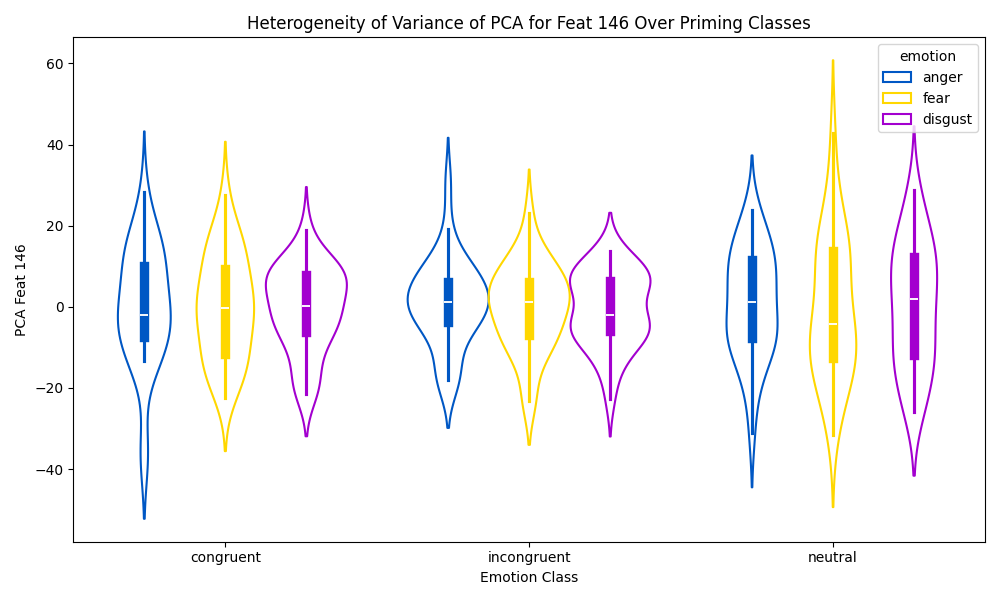 Heterogeneity of Variance of PCA for Feat 146 Over Priming Classes
emotion
anger
fear
disgust
PCA Feat 146
60
40
20
0
−20
−40
congruent
incongruent
neutral
Emotion Class